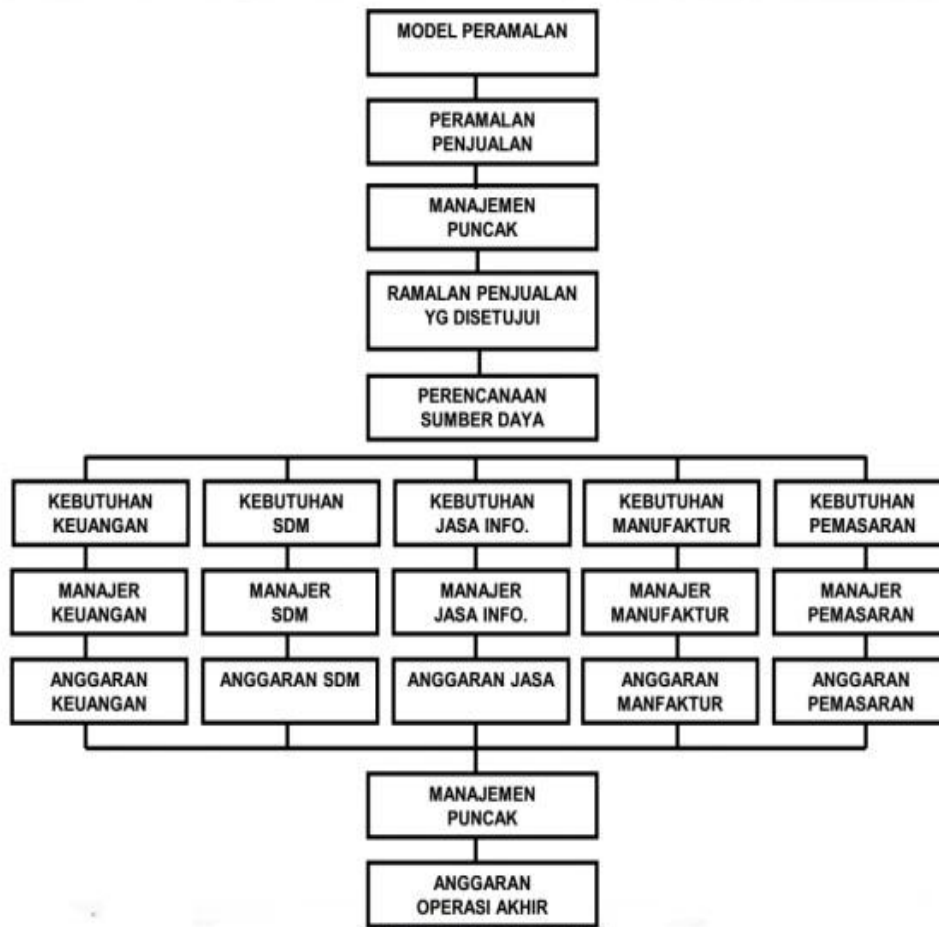 MODEL PERAMALAN
PERAMALAN
PENJUALAN
MANAJEMEN
PUNCAK
RAMALAN PENJUALAN
YG DISETUJUI
PERENCANAAN
SUMBER DAYA
KEBUTUHAN
KEUANGAN
KEBUTUHAN
SDM
KEBUTUHAN
JASA INFO.
KEBUTUHAN
MANUFAKTUR
KEBUTUHAN
PEMASARAN
MANAJER
KEUANGAN
MANAJER
SDM
MANAJER
JASA INFO.
MANAJER
MANUFAKTUR
MANAJER
PEMASARAN
ANGGARAN
KEUANGAN
ANGGARAN SDM
ANGGARAN JASA
ANGGARAN
MANFAKTUR
ANGGARAN
PEMASARAN
MANAJEMEN
PUNCAK
ANGGARAN
OPERASI AKHIR